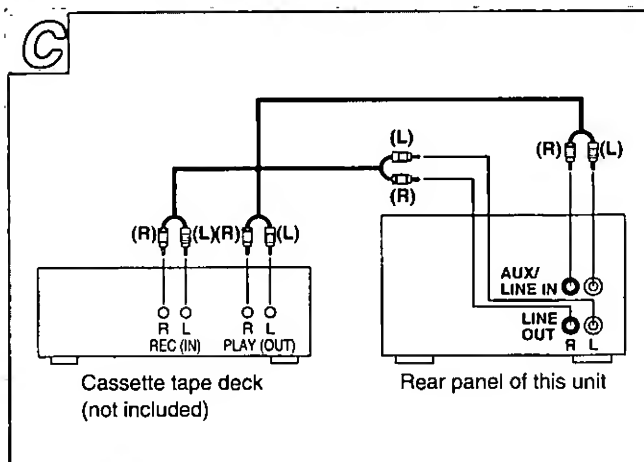 C
(L)
(R) (L)
(R)
(R) (L)(R) (L)
AUX/
LINE IN
LINE
OUT
R L
R L R L
REC (IN) PLAY (OUT)
Cassette tape deck
(not included)
Rear panel of this unit